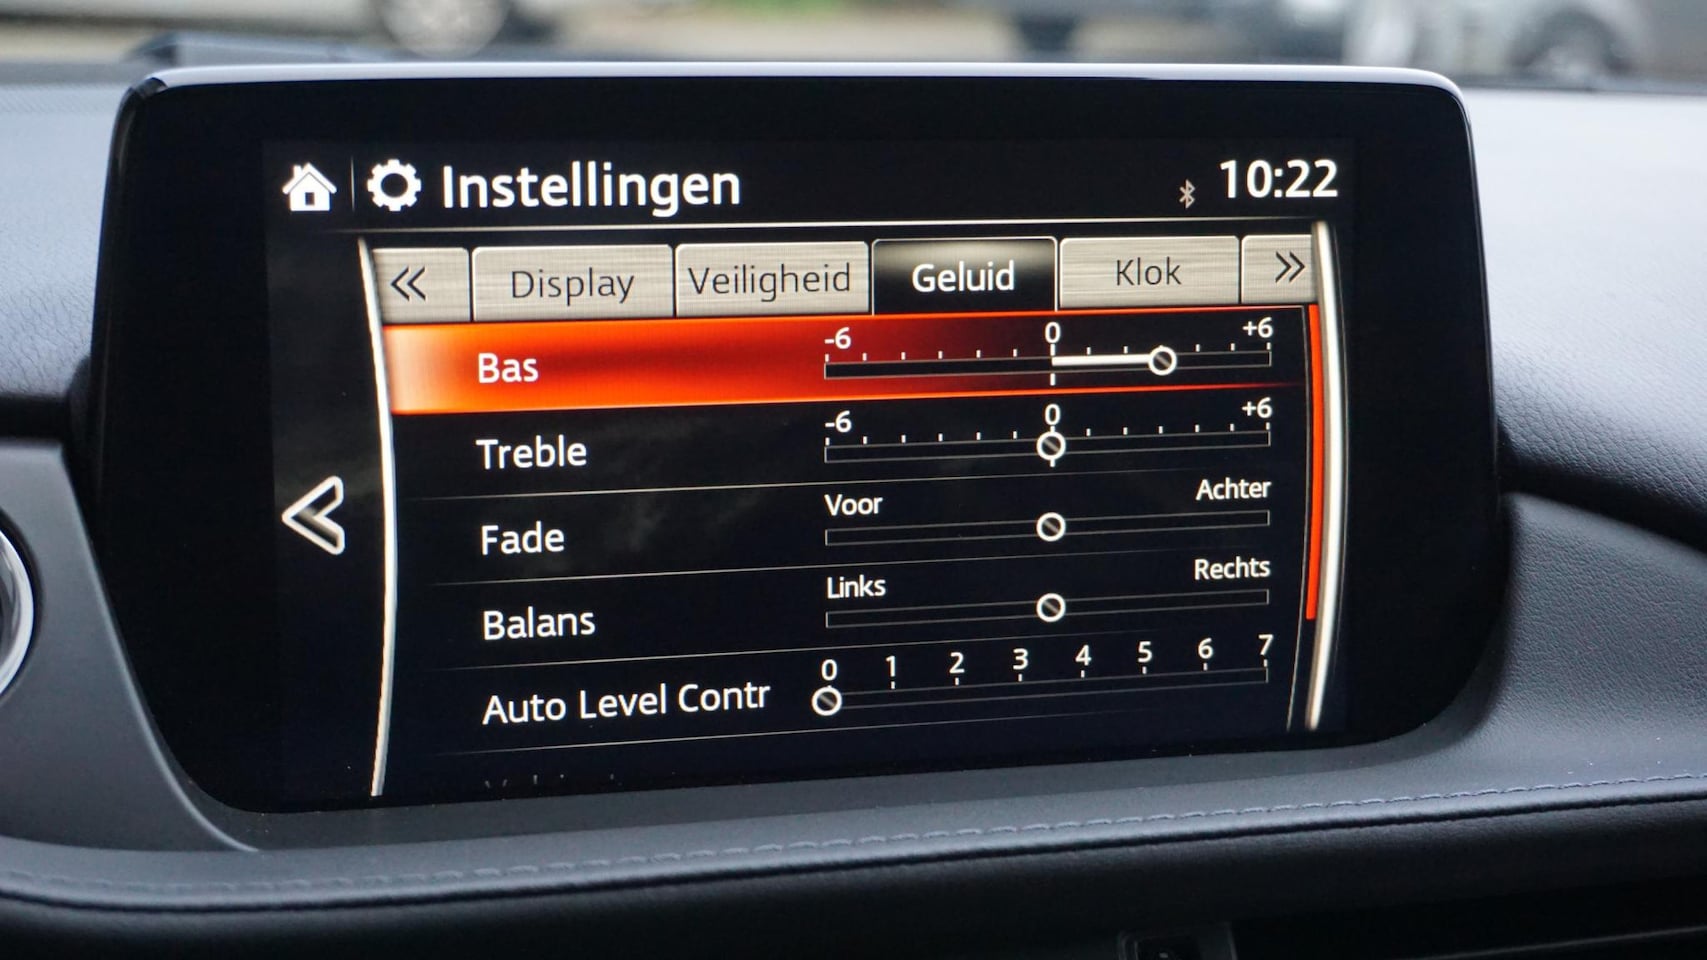 Instellingen 10:22
« Display Veiligheid Geluid Klok »
Bas -6 0 +6
Treble -6 0 +6
Fade Voor Achter
Balans Links Rechts
Auto Level Contr 0 1 2 3 4 5 6 7